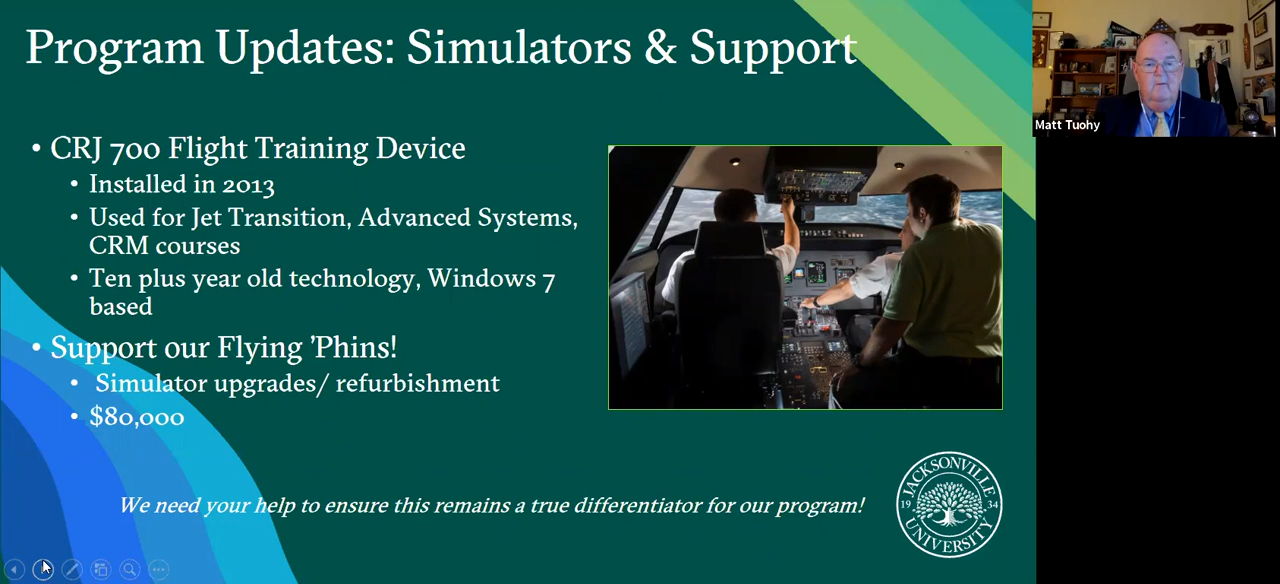 Program Updates: Simulators & Support
Matt Tuohy
• CRJ 700 Flight Training Device
• Installed in 2013
• Used for Jet Transition, Advanced Systems,
CRM courses
• Ten plus year old technology, Windows 7
based
• Support our Flying 'Phins!
• Simulator upgrades/ refurbishment
• $80,000
We need your help to ensure this remains a true differentiator for our program!
JACKSONVILLE
19 34
UNIVERSITY